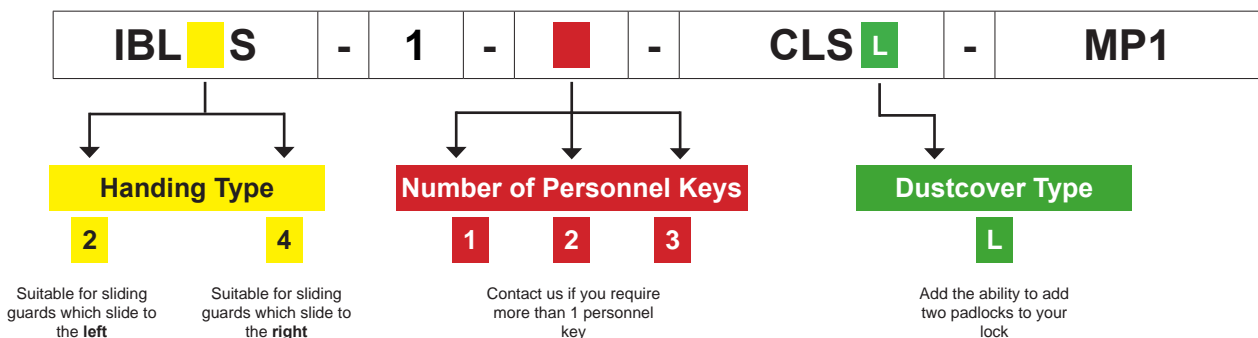 IBL S - 1 - - CLS L - MP1
Handing Type
Number of Personnel Keys
Dustcover Type
2
4
1
2
3
L
Suitable for sliding
guards which slide to
the left
Suitable for sliding
guards which slide to
the right
Contact us if you require
more than 1 personnel
key
Add the ability to add
two padlocks to your
lock